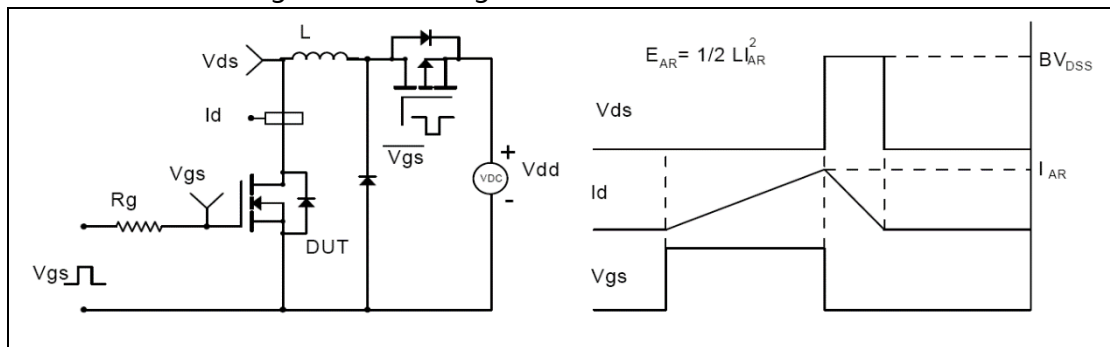 L
Vds
Id
Vgs
Vgs
Rg
DUT
Vgs
VDC
+
-
Vdd
E_AR = 1/2 LI²_AR
BV_DSS
Vds
I_AR
Id
Vgs